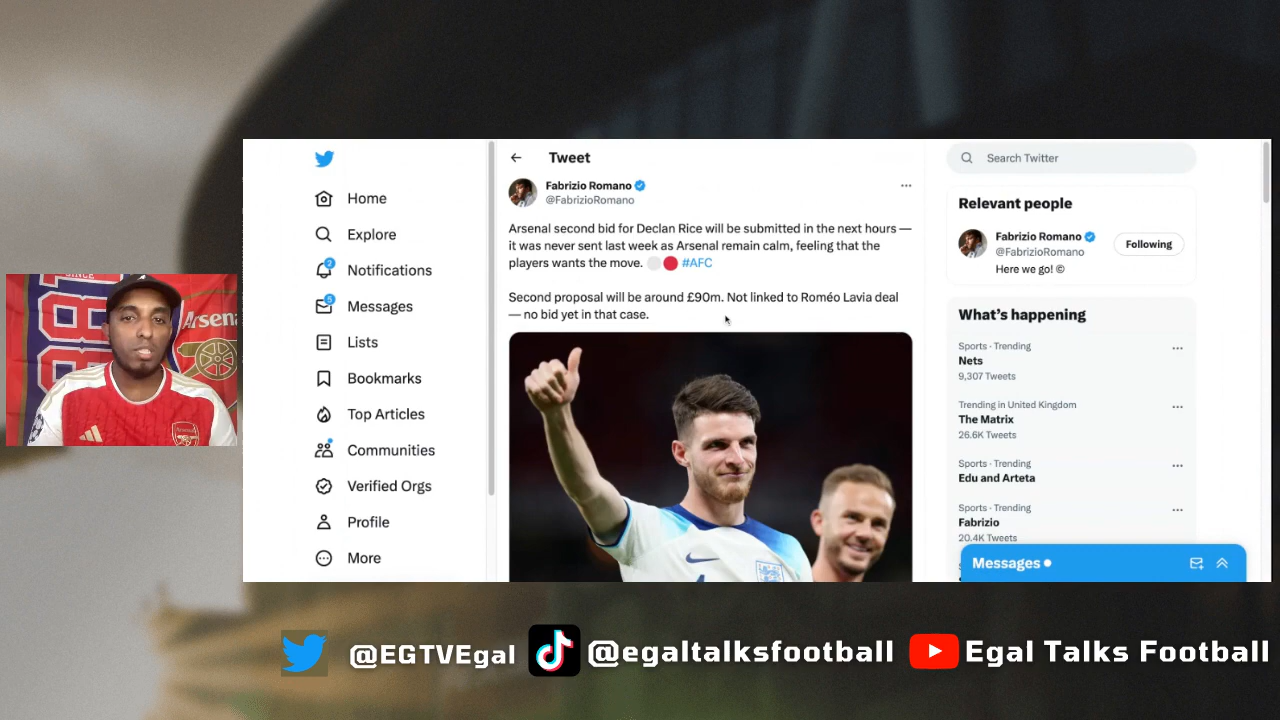 Tweet
Search Twitter
Fabrizio Romano
@FabrizioRomano
Arsenal second bid for Declan Rice will be submitted in the next hours —
it was never sent last week as Arsenal remain calm, feeling that the
players wants the move. #AFC
Second proposal will be around £90m. Not linked to Roméo Lavia deal
— no bid yet in that case.
Home
Explore
2
Notifications
5
Messages
Lists
Bookmarks
Top Articles
Communities
Verified Orgs
Profile
More
Relevant people
Fabrizio Romano
@FabrizioRomano
Following
Here we go! ©
What's happening
Sports · Trending
Nets
9,307 Tweets
Trending in United Kingdom
The Matrix
26.6K Tweets
Sports · Trending
Edu and Arteta
Sports · Trending
Fabrizio
20.4K Tweets
Messages
SINCE
Arsena
@EGTVEgal
@egaltalksfootball
Egal Talks Football